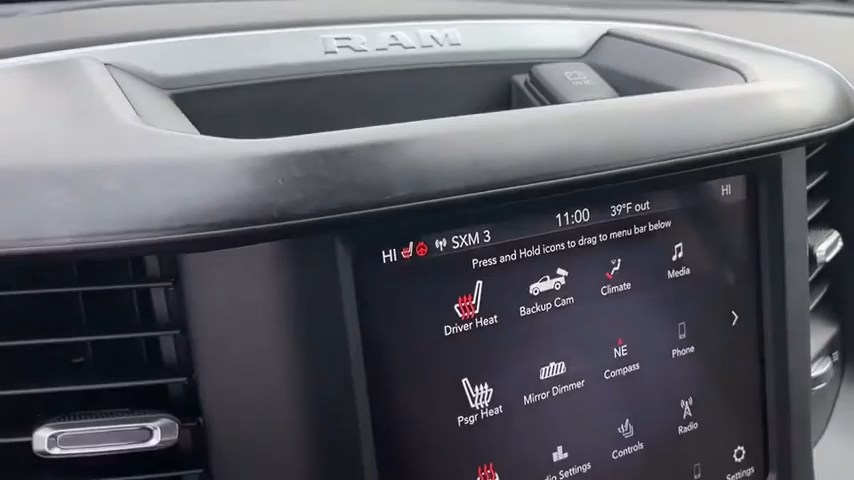 RAM
HI SXM 3 11:00 39°F out HI
Press and Hold icons to drag to menu bar below
Driver Heat Backup Cam Climate Media
NE
Psgr Heat Mirror Dimmer Compass Phone
Settings Controls Radio
Settings